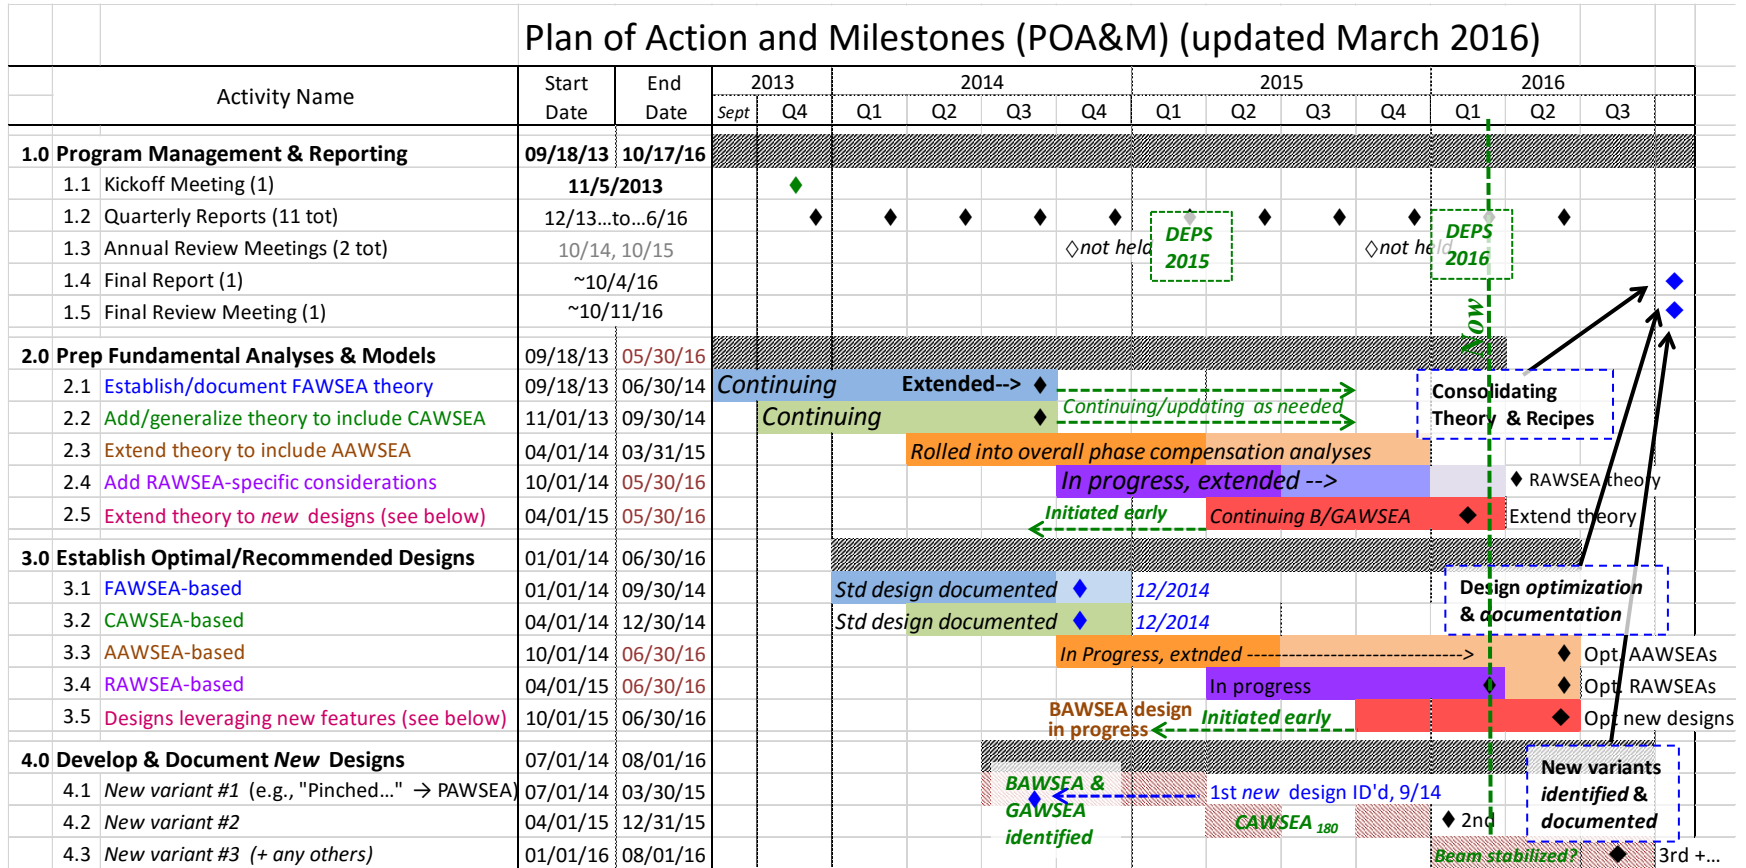 Plan of Action and Milestones (POA&M) (updated March 2016)
Activity Name Start Date End Date 2013 2014 2015 2016
Sept Q4 Q1 Q2 Q3 Q4 Q1 Q2 Q3 Q4 Q1 Q2 Q3
1.0 Program Management & Reporting 09/18/13 10/17/16
1.1 Kickoff Meeting (1) 11/5/2013
1.2 Quarterly Reports (11 tot) 12/13...to...6/16
1.3 Annual Review Meetings (2 tot) 10/14, 10/15 ◊not held ◊not held
DEPS
2015
DEPS
2016
1.4 Final Report (1) ~10/4/16
1.5 Final Review Meeting (1) ~10/11/16
Now
2.0 Prep Fundamental Analyses & Models 09/18/13 05/30/16
2.1 Establish/document FAWSEA theory 09/18/13 06/30/14 Continuing Extended-->
2.2 Add/generalize theory to include CAWSEA 11/01/13 09/30/14 Continuing
Continuing/updating as needed
Consolidating
Theory & Recipes
2.3 Extend theory to include AAWSEA 04/01/14 03/31/15 Rolled into overall phase compensation analyses
2.4 Add RAWSEA-specific considerations 10/01/14 05/30/16 In progress, extended --> ♦ RAWSEA theory
2.5 Extend theory to new designs (see below) 04/01/15 05/30/16 Initiated early Continuing B/GAWSEA Extend theory
3.0 Establish Optimal/Recommended Designs 01/01/14 06/30/16
3.1 FAWSEA-based 01/01/14 09/30/14 Std design documented 12/2014
3.2 CAWSEA-based 04/01/14 12/30/14 Std design documented 12/2014
Design optimization
& documentation
3.3 AAWSEA-based 10/01/14 06/30/16 In Progress, extnded -----------------------------> Opt. AAWSEAs
3.4 RAWSEA-based 04/01/15 06/30/16 In progress Opt. RAWSEAs
3.5 Designs leveraging new features (see below) 10/01/15 06/30/16 Initiated early Opt new designs
BAWSEA design
in progress
4.0 Develop & Document New Designs 07/01/14 08/01/16
4.1 New variant #1 (e.g., "Pinched..." → PAWSEA) 07/01/14 03/30/15 1st new design ID'd, 9/14
BAWSEA &
GAWSEA
identified
New variants
identified &
documented
4.2 New variant #2 04/01/15 12/31/15 CAWSEA 180 ♦ 2nd
4.3 New variant #3 (+ any others) 01/01/16 08/01/16 Beam stabilized? 3rd +...